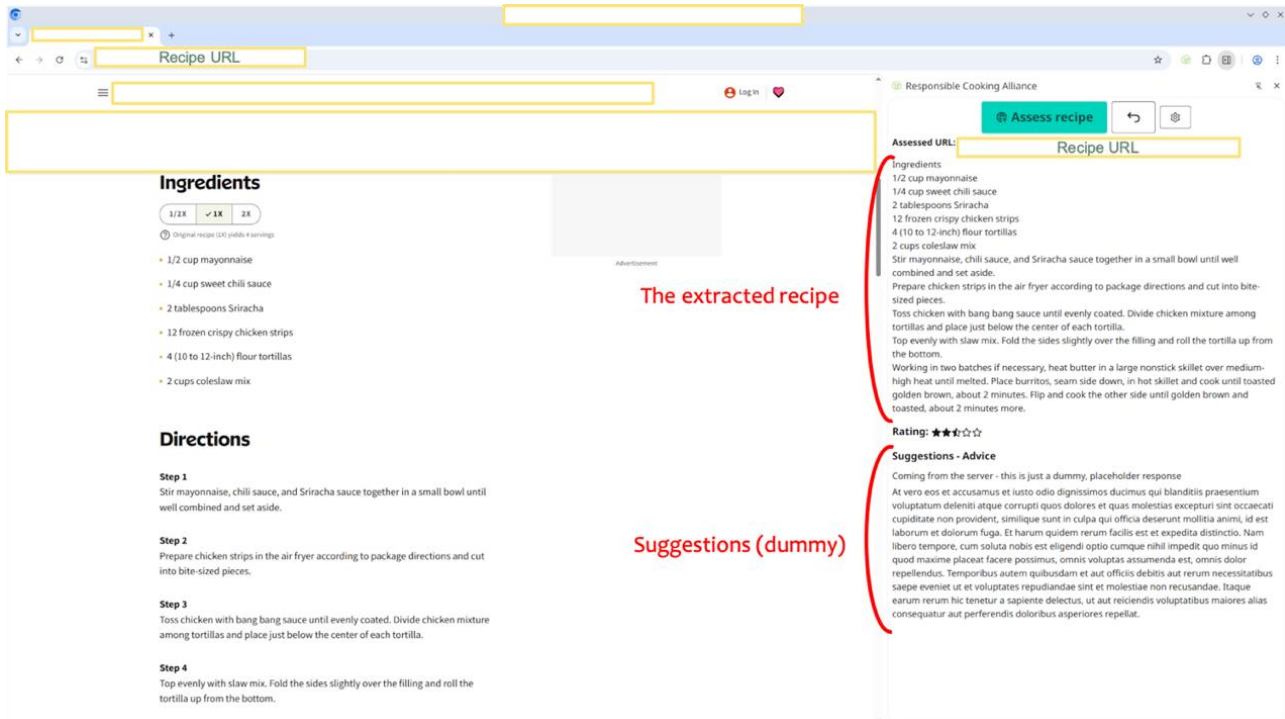 Recipe URL
Log In
Ingredients
1/2X ✓ 1X 2X
Original recipe (1X) yields 4 servings
• 1/2 cup mayonnaise
• 1/4 cup sweet chili sauce
• 2 tablespoons Sriracha
• 12 frozen crispy chicken strips
• 4 (10 to 12-inch) flour tortillas
• 2 cups coleslaw mix
Advertisement
Directions
Step 1
Stir mayonnaise, chili sauce, and Sriracha sauce together in a small bowl until
well combined and set aside.
Step 2
Prepare chicken strips in the air fryer according to package directions and cut
into bite-sized pieces.
Step 3
Toss chicken with bang bang sauce until evenly coated. Divide chicken mixture
among tortillas and place just below the center of each tortilla.
Step 4
Top evenly with slaw mix. Fold the sides slightly over the filling and roll the
tortilla up from the bottom.
The extracted recipe
Suggestions (dummy)
Responsible Cooking Alliance
Assess recipe
Assessed URL: Recipe URL
Ingredients
1/2 cup mayonnaise
1/4 cup sweet chili sauce
2 tablespoons Sriracha
12 frozen crispy chicken strips
4 (10 to 12-inch) flour tortillas
2 cups coleslaw mix
Stir mayonnaise, chili sauce, and Sriracha sauce together in a small bowl until well
combined and set aside.
Prepare chicken strips in the air fryer according to package directions and cut into bite-
sized pieces.
Toss chicken with bang bang sauce until evenly coated. Divide chicken mixture among
tortillas and place just below the center of each tortilla.
Top evenly with slaw mix. Fold the sides slightly over the filling and roll the tortilla up from
the bottom.
Working in two batches if necessary, heat butter in a large nonstick skillet over medium-
high heat until melted. Place burritos, seam side down, in hot skillet and cook until toasted
golden brown, about 2 minutes. Flip and cook the other side until golden brown and
toasted, about 2 minutes more.
Rating:
Suggestions - Advice
Coming from the server - this is just a dummy, placeholder response
At vero eos et accusamus et iusto odio dignissimos ducimus qui blanditiis praesentium
voluptatum deleniti atque corrupti quos dolores et quas molestias excepturi sint occaecati
cupiditate non provident, similique sunt in culpa qui officia deserunt mollitia animi, id est
laborum et dolorum fuga. Et harum quidem rerum facilis est et expedita distinctio. Nam
libero tempore, cum soluta nobis est eligendi optio cumque nihil impedit quo minus id
quod maxime placeat facere possimus, omnis voluptas assumenda est, omnis dolor
repellendus. Temporibus autem quibusdam et aut officiis debitis aut rerum necessitatibus
saepe eveniet ut et voluptates repudiandae sint et molestiae non recusandae. Itaque
earum rerum hic tenetur a sapiente delectus, ut aut reiciendis voluptatibus maiores alias
consequatur aut perferendis doloribus asperiores repellat.